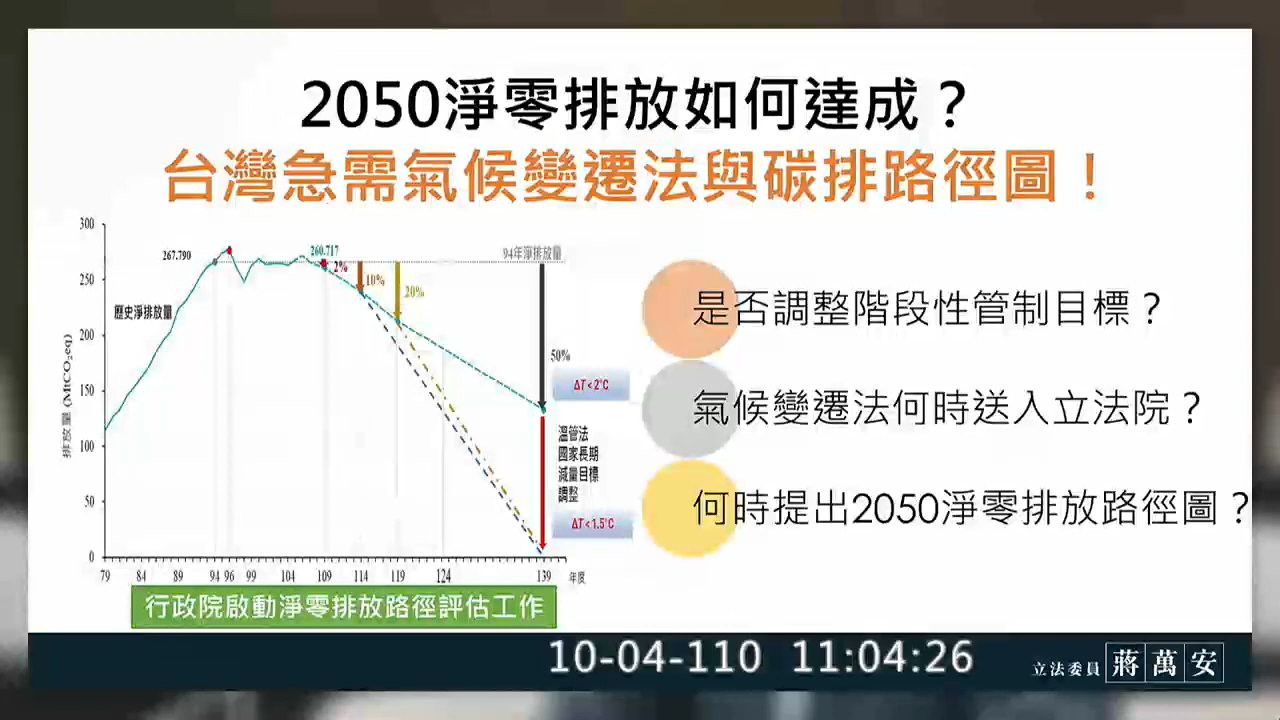 2050淨零排放如何達成？
台灣急需氣候變遷法與碳排路徑圖！
300
250
200
150
100
50
0
排放量 (MtCO2eq)
267.790
歷史淨排放量
260.717
2%
10%
20%
94年淨排放量
50%
ΔT<2°C
溫管法
國家長期
減量目標
調整
ΔT<1.5°C
79 84 89 94 96 99 104 109 114 119 124 139 年度
行政院啟動淨零排放路徑評估工作
是否調整階段性管制目標？
氣候變遷法何時送入立法院？
何時提出2050淨零排放路徑圖？
10-04-110 11:04:26
立法委員 蔣萬安